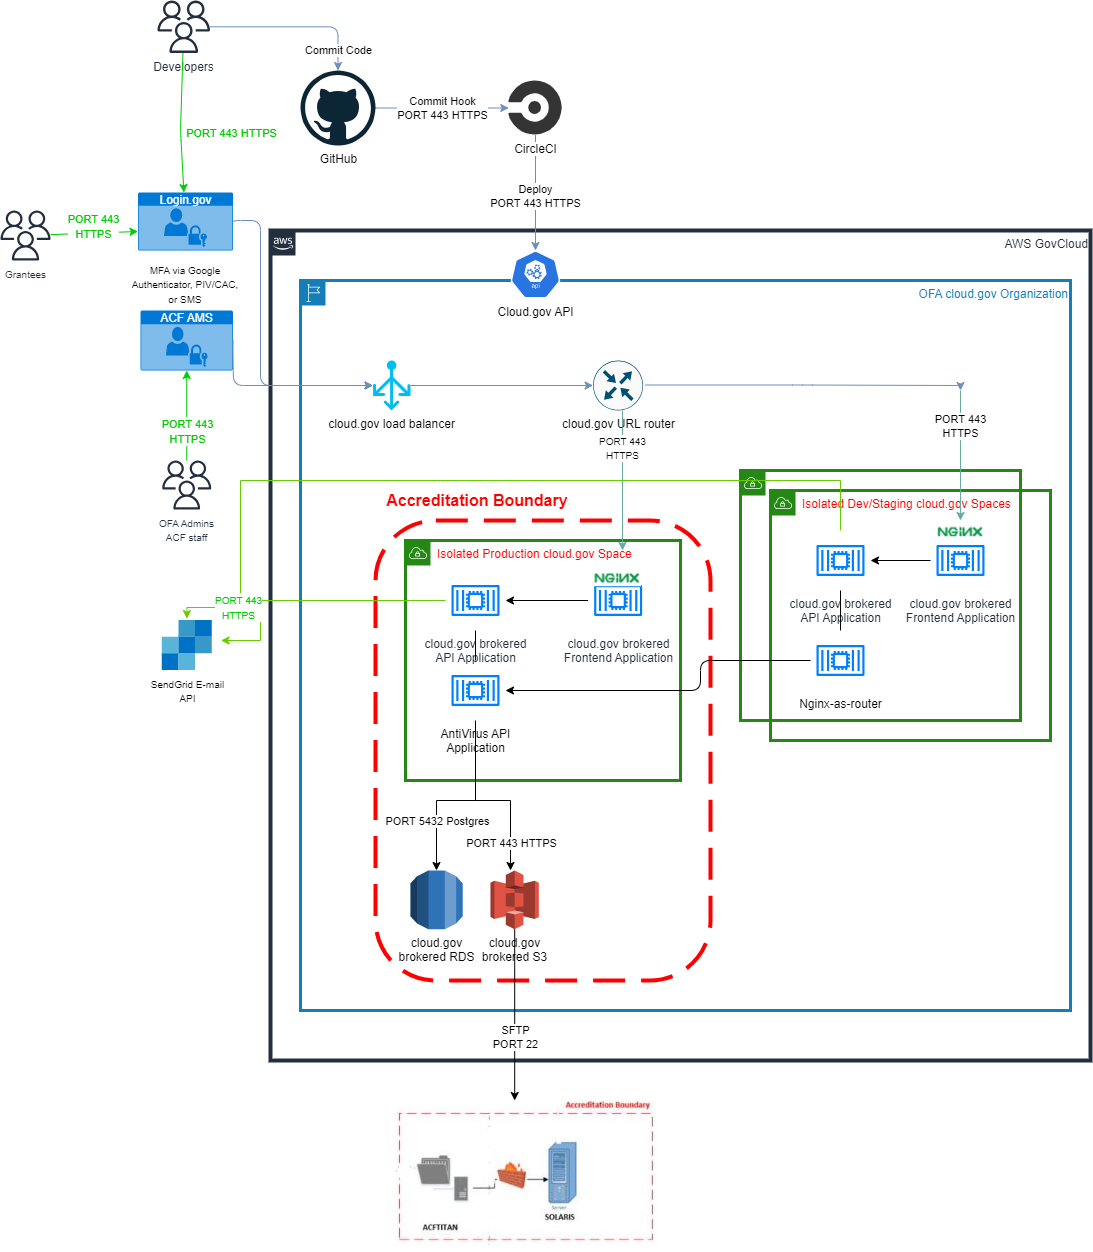 Developers
Commit Code
Commit Hook
PORT 443 HTTPS
GitHub
CircleCI
PORT 443 HTTPS
Deploy
PORT 443 HTTPS
Login.gov
PORT 443
HTTPS
Grantees
MFA via Google
Authenticator, PIV/CAC,
or SMS
aws
AWS GovCloud
api
Cloud.gov API
OFA cloud.gov Organization
ACF AMS
cloud.gov load balancer
cloud.gov URL router
PORT 443
HTTPS
PORT 443
HTTPS
PORT 443
HTTPS
OFA Admins
ACF staff
Accreditation Boundary
Isolated Dev/Staging cloud.gov Spaces
NGINX
cloud.gov brokered
API Application
cloud.gov brokered
Frontend Application
Nginx-as-router
Isolated Production cloud.gov Space
NGINX
cloud.gov brokered
API Application
cloud.gov brokered
Frontend Application
AntiVirus API
Application
PORT 443
HTTPS
SendGrid E-mail
API
PORT 5432 Postgres
PORT 443 HTTPS
cloud.gov
brokered RDS
cloud.gov
brokered S3
SFTP
PORT 22
Accreditation Boundary
ACFTITAN
Server
SOLARIS